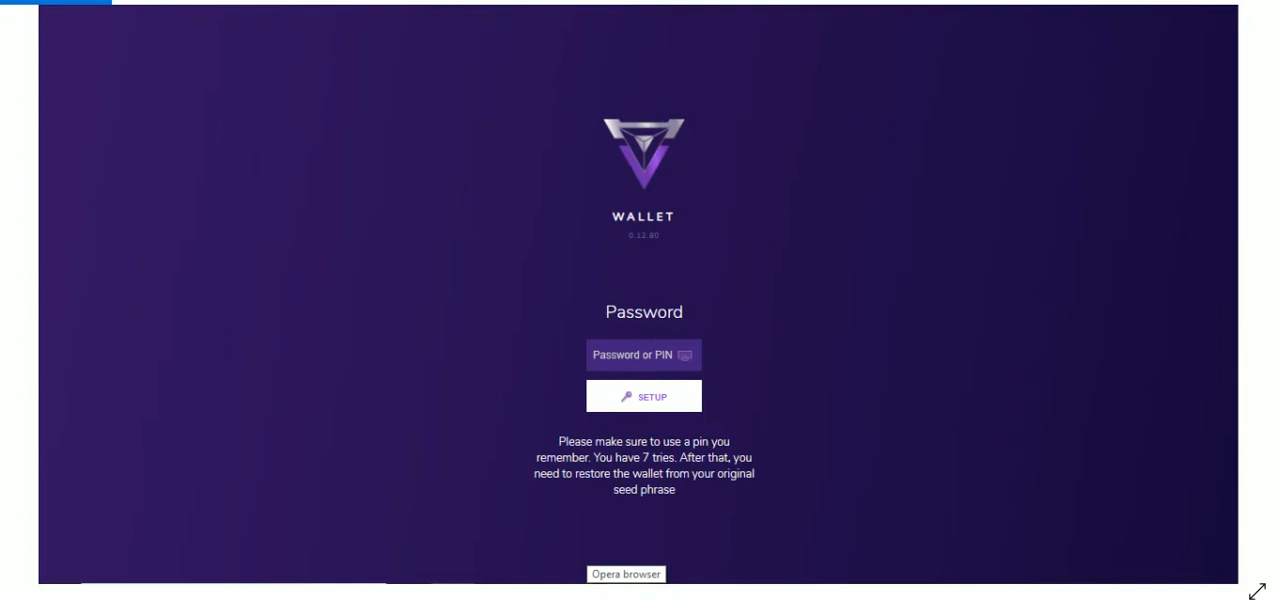 WALLET
0.12.80
Password
Password or PIN
SETUP
Please make sure to use a pin you
remember. You have 7 tries. After that, you
need to restore the wallet from your original
seed phrase
Opera browser